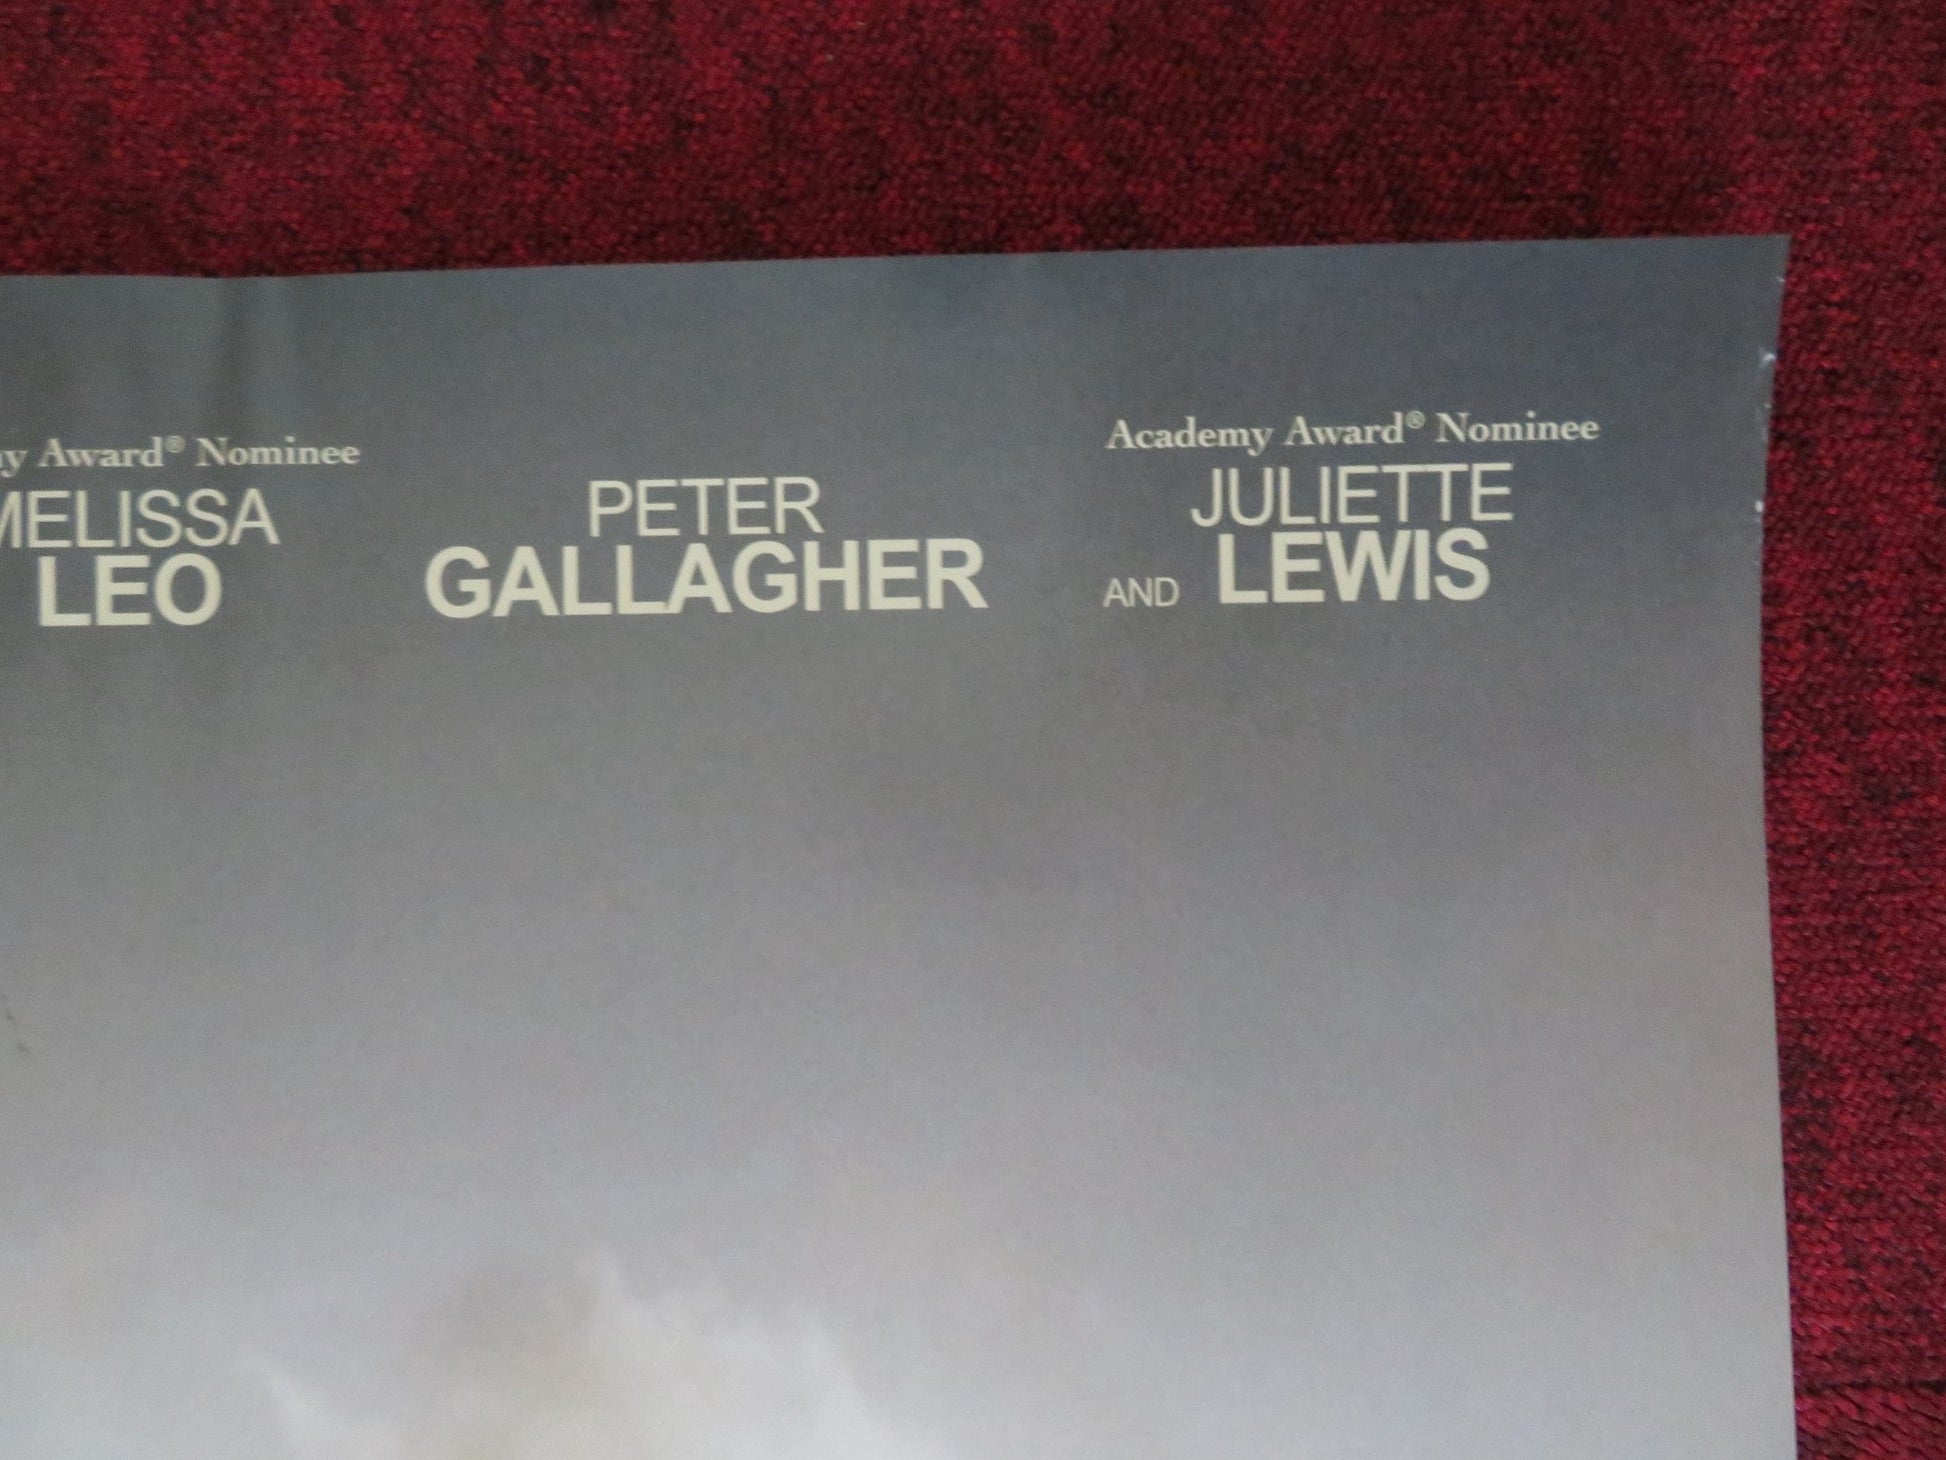 Award® Nominee
MELISSA
LEO
PETER
GALLAGHER
Academy Award® Nominee
JULIETTE
AND LEWIS